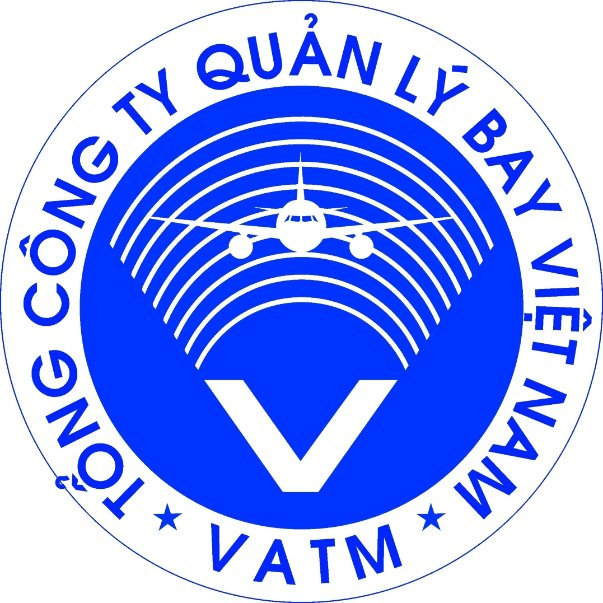 TỔNG CÔNG TY QUẢN LÝ BAY VIỆT NAM
V
VATM